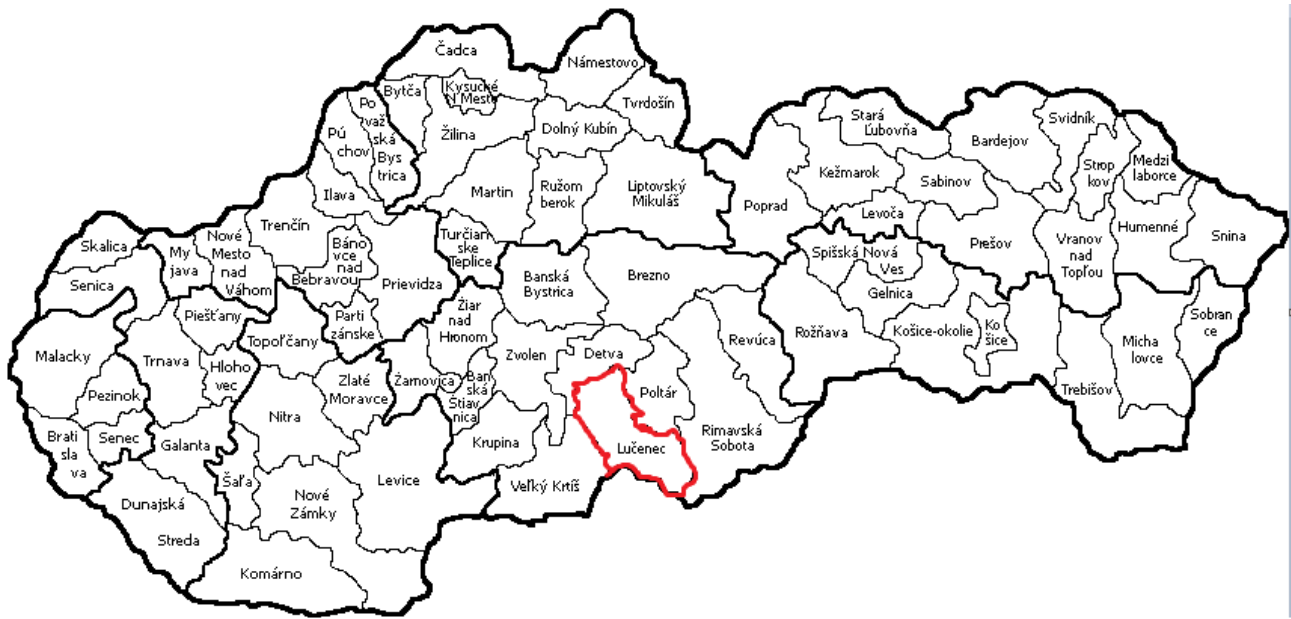 Čadca
Námestovo
Bytča
Kysucké
N Mesto
Tvrdošín
Po
važ
ská
Bys
trica
Pú
chov
Žilina
Dolný Kubín
Stará
Ľubovňa
Bardejov
Svidník
Strop
kov
Medzi
laborce
Kežmarok
Sabinov
Ilava
Martin
Ružom
berok
Liptovský
Mikuláš
Poprad
Levoča
Humenné
Snina
Skalica
My
java
Nové
Mesto
nad
Váhom
Trenčín
Báno
vce nad
Bebravou
Turčian
ske
Teplice
Spišská Nová
Ves
Prešov
Vranov
nad
Topľou
Senica
Prievidza
Banská
Bystrica
Brezno
Gelnica
Piešťany
Topoľčany
Parti
zánske
Žiar
nad
Hronom
Revúca
Rožňava
Košice-okolie
Ko
šice
Sobran
ce
Malacky
Trnava
Hloho
vec
Zvolen
Detva
Micha
lovce
Pezinok
Zlaté
Moravce
Žarnovica
Ban
ská
Štiav
nica
Poltár
Trebišov
Nitra
Brati
sla
va
Senec
Galanta
Krupina
Lučenec
Rimavská
Sobota
Šaľa
Levice
Veľký Krtíš
Dunajská
Streda
Nové
Zámky
Komárno